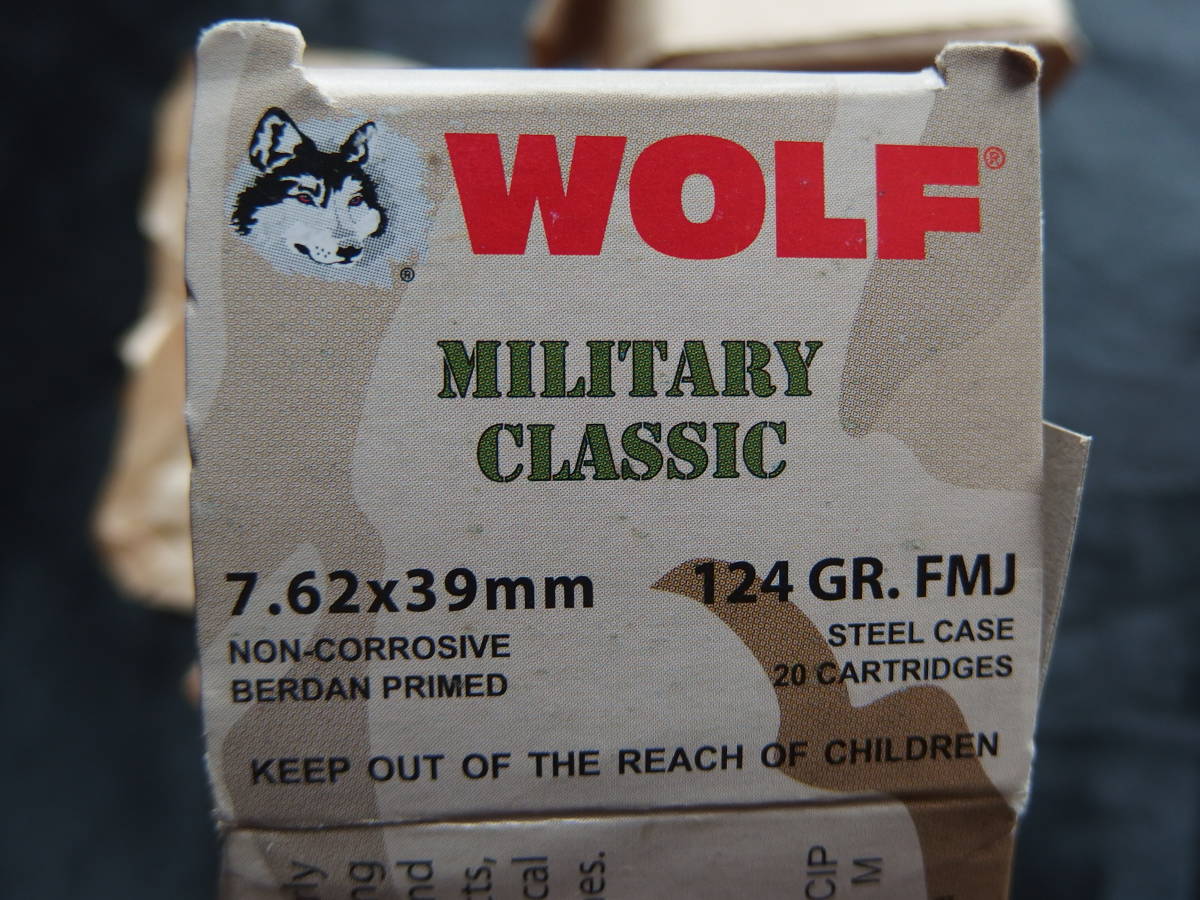 WOLF®
®
MILITARY
CLASSIC
7.62x39mm
124 GR. FMJ
NON-CORROSIVE
BERDAN PRIMED
STEEL CASE
20 CARTRIDGES
KEEP OUT OF THE REACH OF CHILDREN
CIP